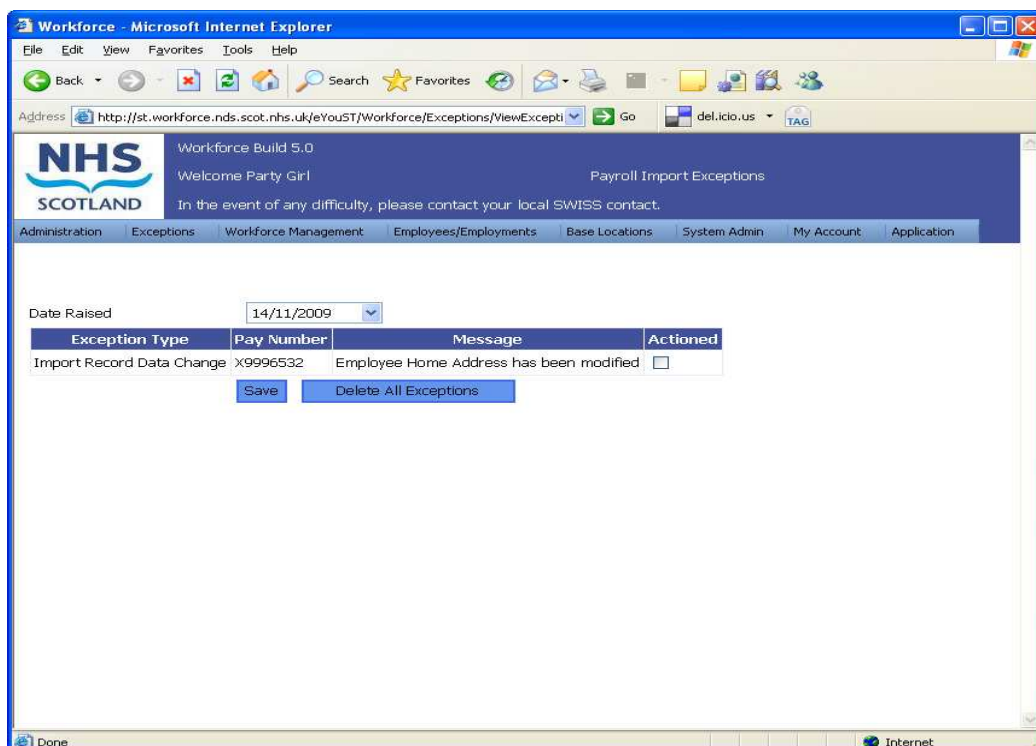 Workforce - Microsoft Internet Explorer
File Edit View Favorites Tools Help
Back Search Favorites
Address http://st.workforce.nds.scot.nhs.uk/eYouST/Workforce/Exceptions/ViewExcepti Go del.icio.us TAG
NHS
SCOTLAND
Workforce Build 5.0
Welcome Party Girl Payroll Import Exceptions
In the event of any difficulty, please contact your local SWISS contact.
Administration Exceptions Workforce Management Employees/Employments Base Locations System Admin My Account Application
Date Raised 14/11/2009
Exception Type Pay Number Message Actioned
Import Record Data Change X9996532 Employee Home Address has been modified
Save Delete All Exceptions
Done Internet